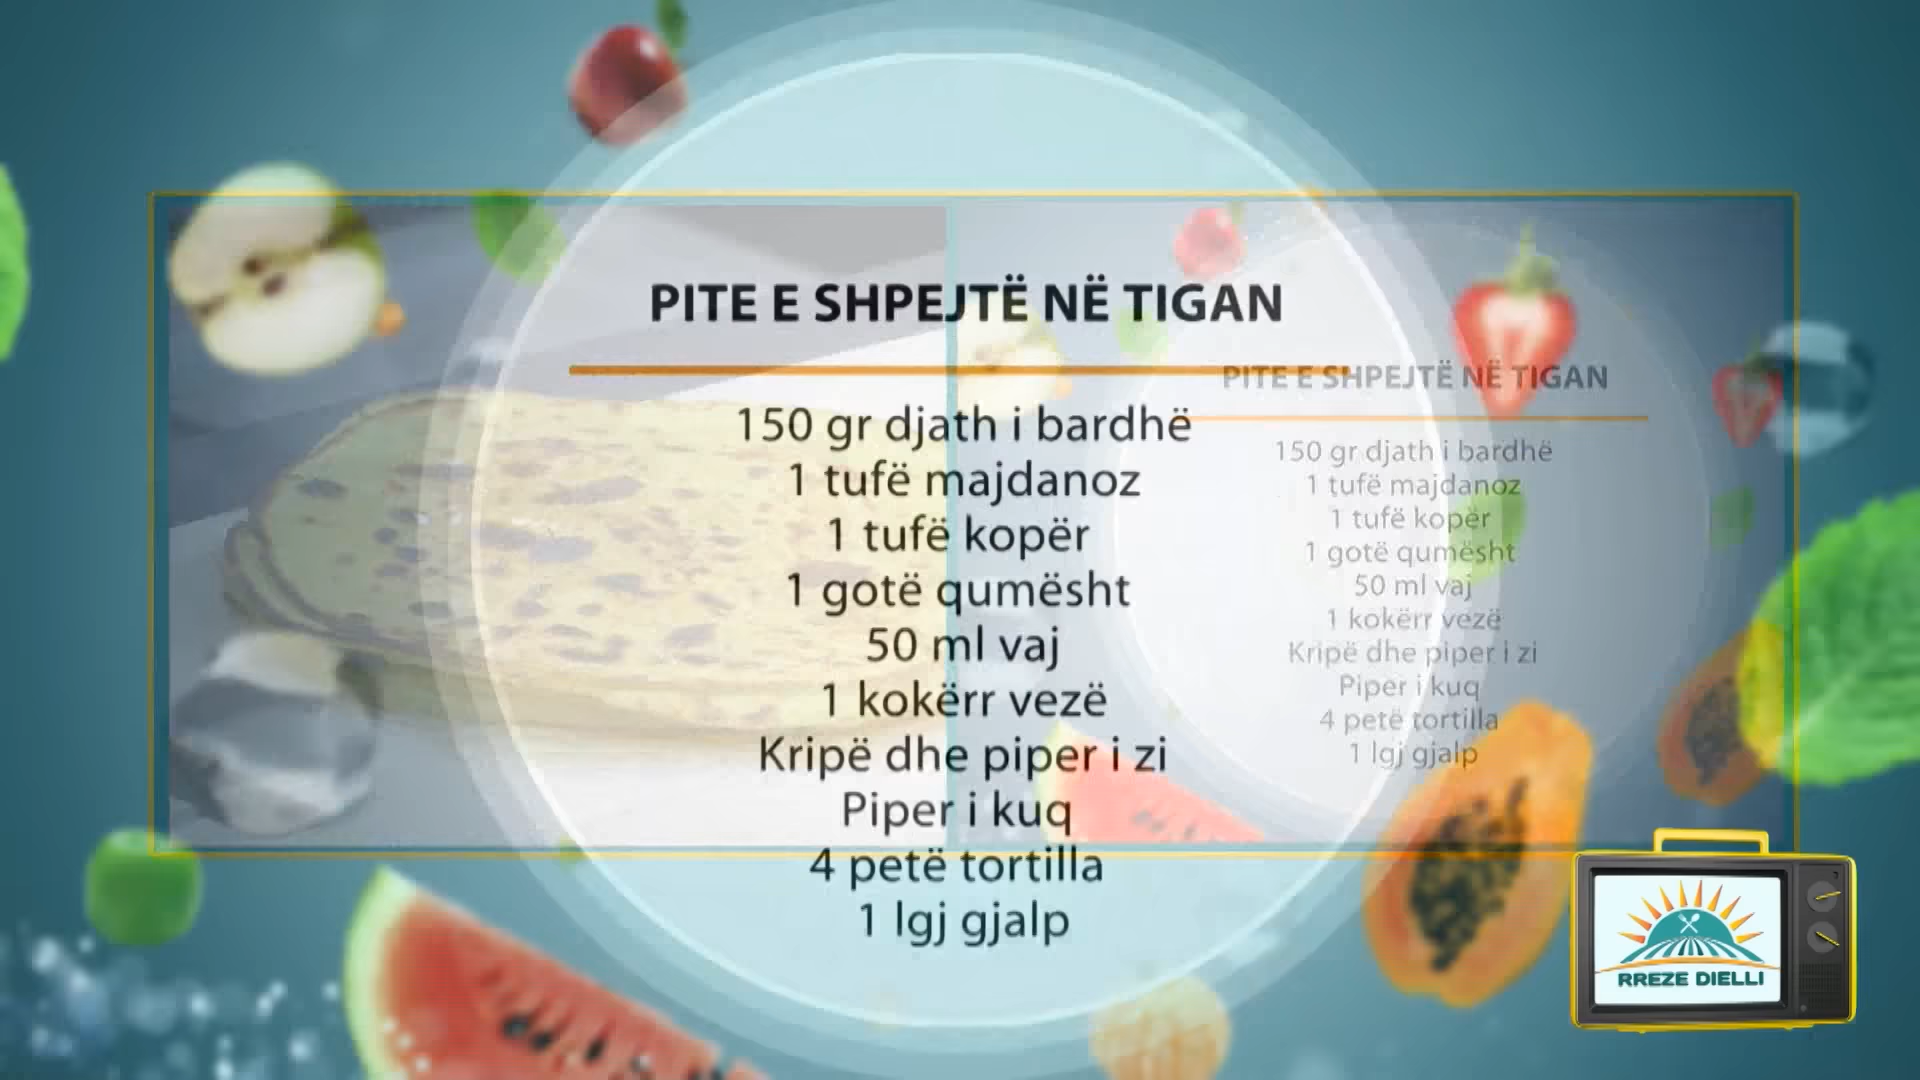 PITE E SHPEJTË NË TIGAN
150 gr djath i bardhë
1 tufë majdanoz
1 tufë kopër
1 gotë qumësht
50 ml vaj
1 kokërr vezë
Kripë dhe piper i zi
Piper i kuq
4 petë tortilla
1 lgj gjalp
PITE E SHPEJTË NË TIGAN
150 gr djath i bardhë
1 tufë majdanoz
1 tufë kopër
1 gotë qumësht
50 ml vaj
1 kokërr vezë
Kripë dhe piper i zi
Piper i kuq
4 petë tortilla
1 lgj gjalp
RREZE DIELLI